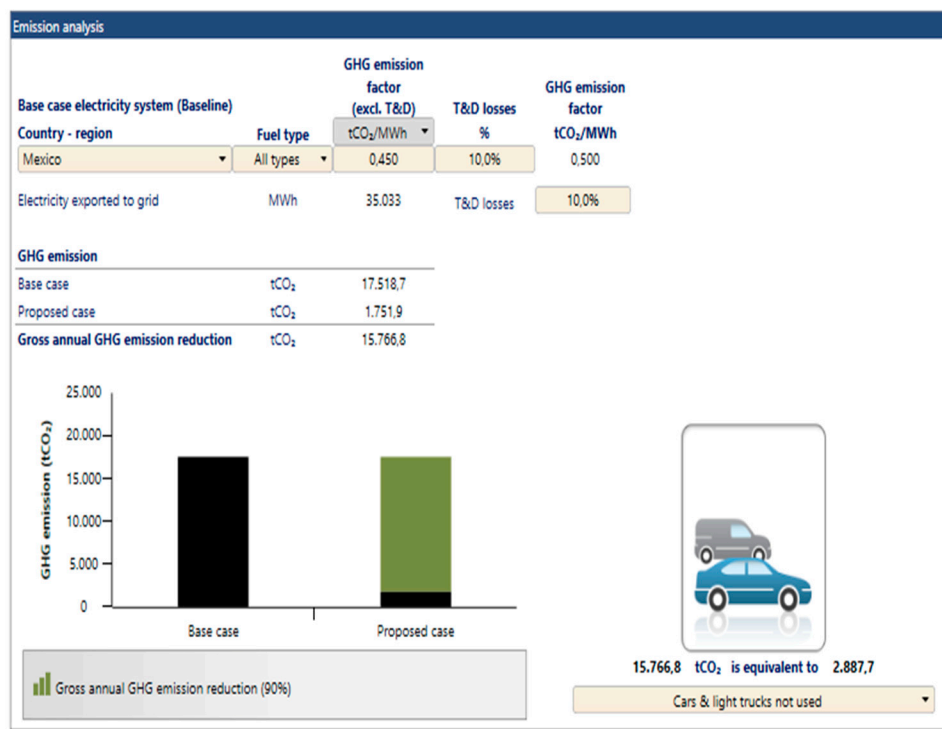 Emission analysis
GHG emission
factor
(excl. T&D)
GHG emission
factor
tCO₂/MWh
Base case electricity system (Baseline)
T&D losses
Country - region
Fuel type
tCO₂/MWh
%
Mexico
All types
0,450
10,0%
0,500
Electricity exported to grid
MWh
35.033
T&D losses
10,0%
GHG emission
Base case
tCO₂
17.518,7
Proposed case
tCO₂
1.751,9
Gross annual GHG emission reduction
tCO₂
15.766,8
GHG emission (tCO₂)
25.000
20.000
15.000
10.000
5.000
0
Base case
Proposed case
Gross annual GHG emission reduction (90%)
15.766,8 tCO₂ is equivalent to 2.887,7
Cars & light trucks not used